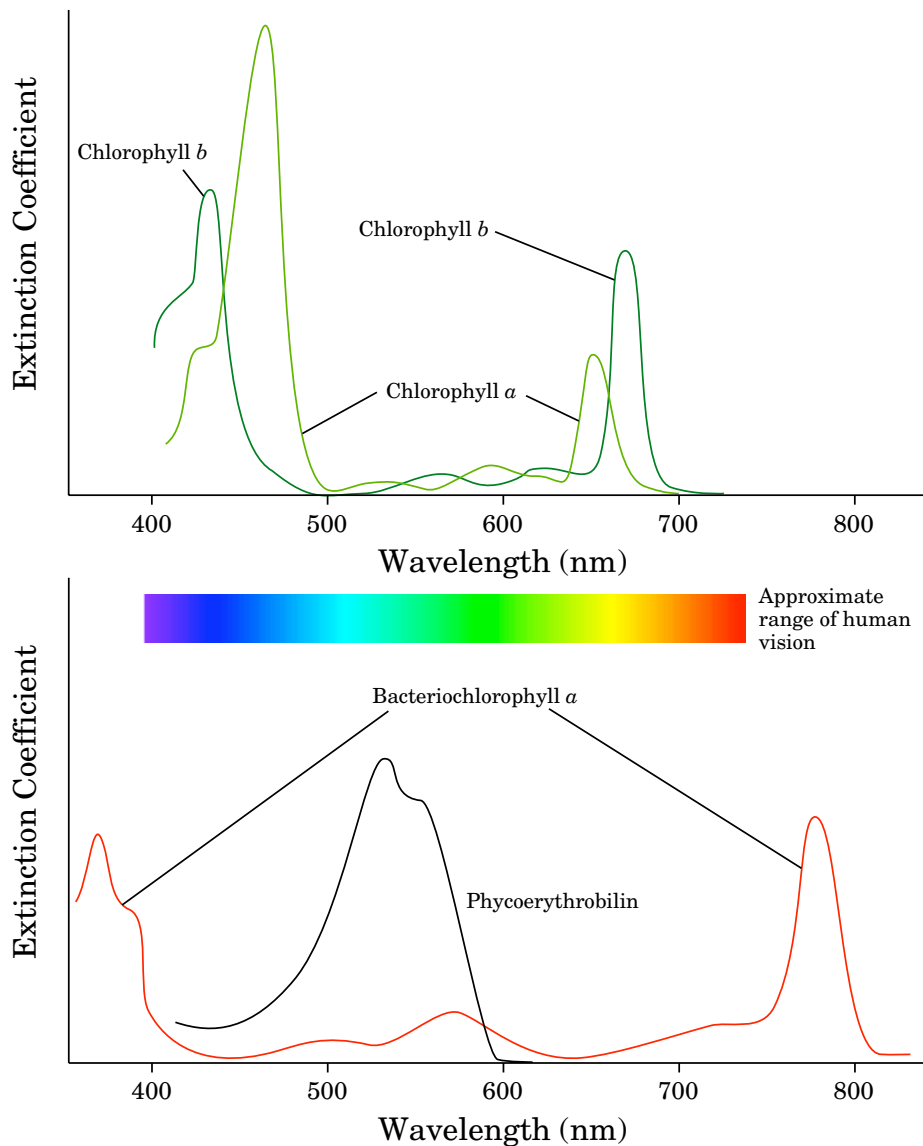 Extinction Coefficient
Chlorophyll b
Chlorophyll b
Chlorophyll a
400 500 600 700 800
Wavelength (nm)
Approximate
range of human
vision
Extinction Coefficient
Bacteriochlorophyll a
Phycoerythrobilin
400 500 600 700 800
Wavelength (nm)